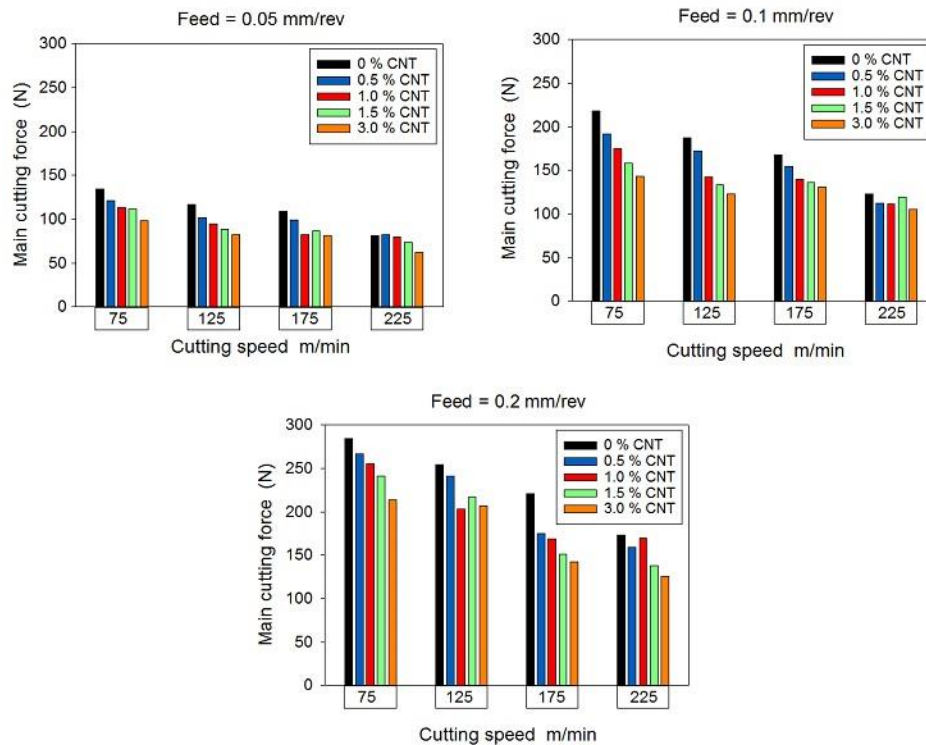 Feed = 0.05 mm/rev
300
250
200
150
100
50
0
Main cutting force (N)
0 % CNT
0.5 % CNT
1.0 % CNT
1.5 % CNT
3.0 % CNT
75 125 175 225
Cutting speed m/min
Feed = 0.1 mm/rev
300
250
200
150
100
50
0
Main cutting force (N)
0 % CNT
0.5 % CNT
1.0 % CNT
1.5 % CNT
3.0 % CNT
75 125 175 225
Cutting speed m/min
Feed = 0.2 mm/rev
300
250
200
150
100
50
0
Main cutting force (N)
0 % CNT
0.5 % CNT
1.0 % CNT
1.5 % CNT
3.0 % CNT
75 125 175 225
Cutting speed m/min